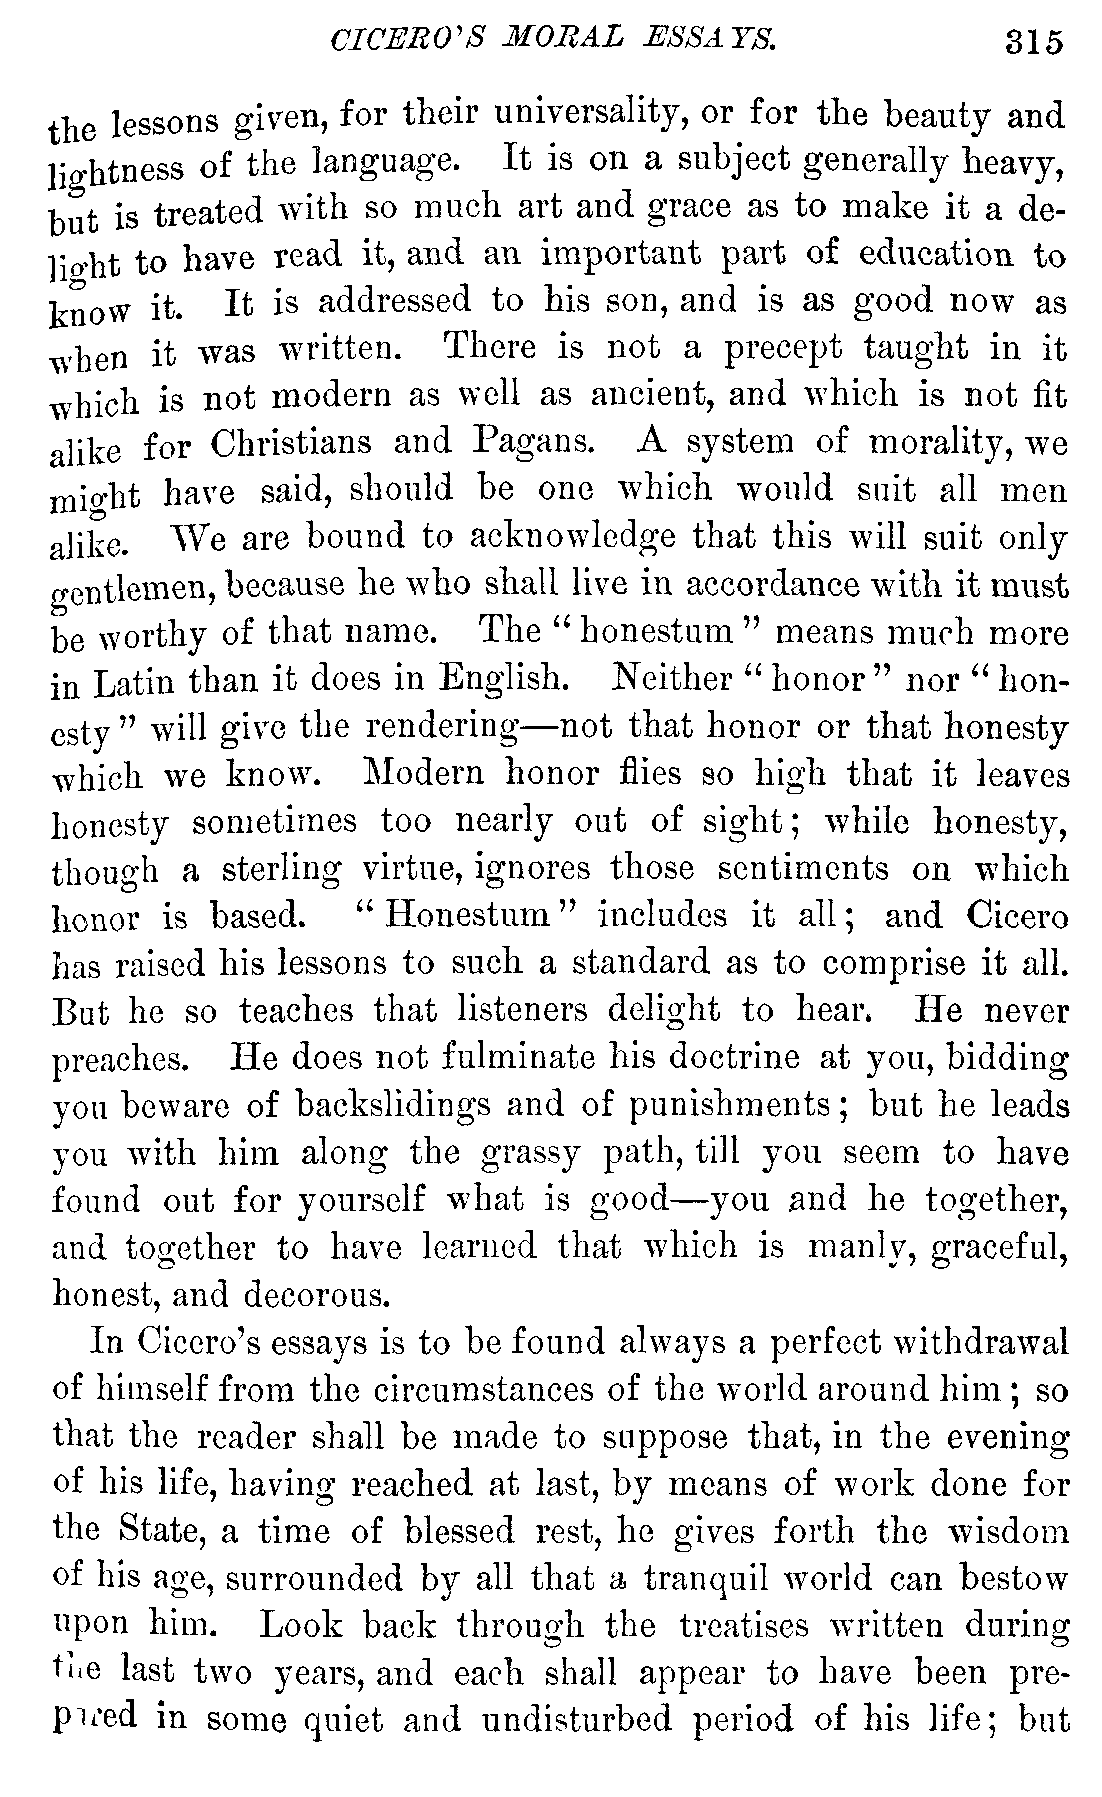 CICERO'S MORAL ESSAYS. 315
the lessons given, for their universality, or for the beauty and
lightness of the language. It is on a subject generally heavy,
but is treated with so much art and grace as to make it a de-
light to have read it, and an important part of education to
know it. It is addressed to his son, and is as good now as
when it was written. There is not a precept taught in it
which is not modern as well as ancient, and which is not fit
alike for Christians and Pagans. A system of morality, we
might have said, should be one which would suit all men
alike. We are bound to acknowledge that this will suit only
gentlemen, because he who shall live in accordance with it must
be worthy of that name. The "honestum" means much more
in Latin than it does in English. Neither "honor" nor "hon-
esty" will give the rendering—not that honor or that honesty
which we know. Modern honor flies so high that it leaves
honesty sometimes too nearly out of sight; while honesty,
though a sterling virtue, ignores those sentiments on which
honor is based. "Honestum" includes it all; and Cicero
has raised his lessons to such a standard as to comprise it all.
But he so teaches that listeners delight to hear. He never
preaches. He does not fulminate his doctrine at you, bidding
you beware of backslidings and of punishments; but he leads
you with him along the grassy path, till you seem to have
found out for yourself what is good—you and he together,
and together to have learned that which is manly, graceful,
honest, and decorous.
In Cicero's essays is to be found always a perfect withdrawal
of himself from the circumstances of the world around him; so
that the reader shall be made to suppose that, in the evening
of his life, having reached at last, by means of work done for
the State, a time of blessed rest, he gives forth the wisdom
of his age, surrounded by all that a tranquil world can bestow
upon him. Look back through the treatises written during
the last two years, and each shall appear to have been pre-
pared in some quiet and undisturbed period of his life; but